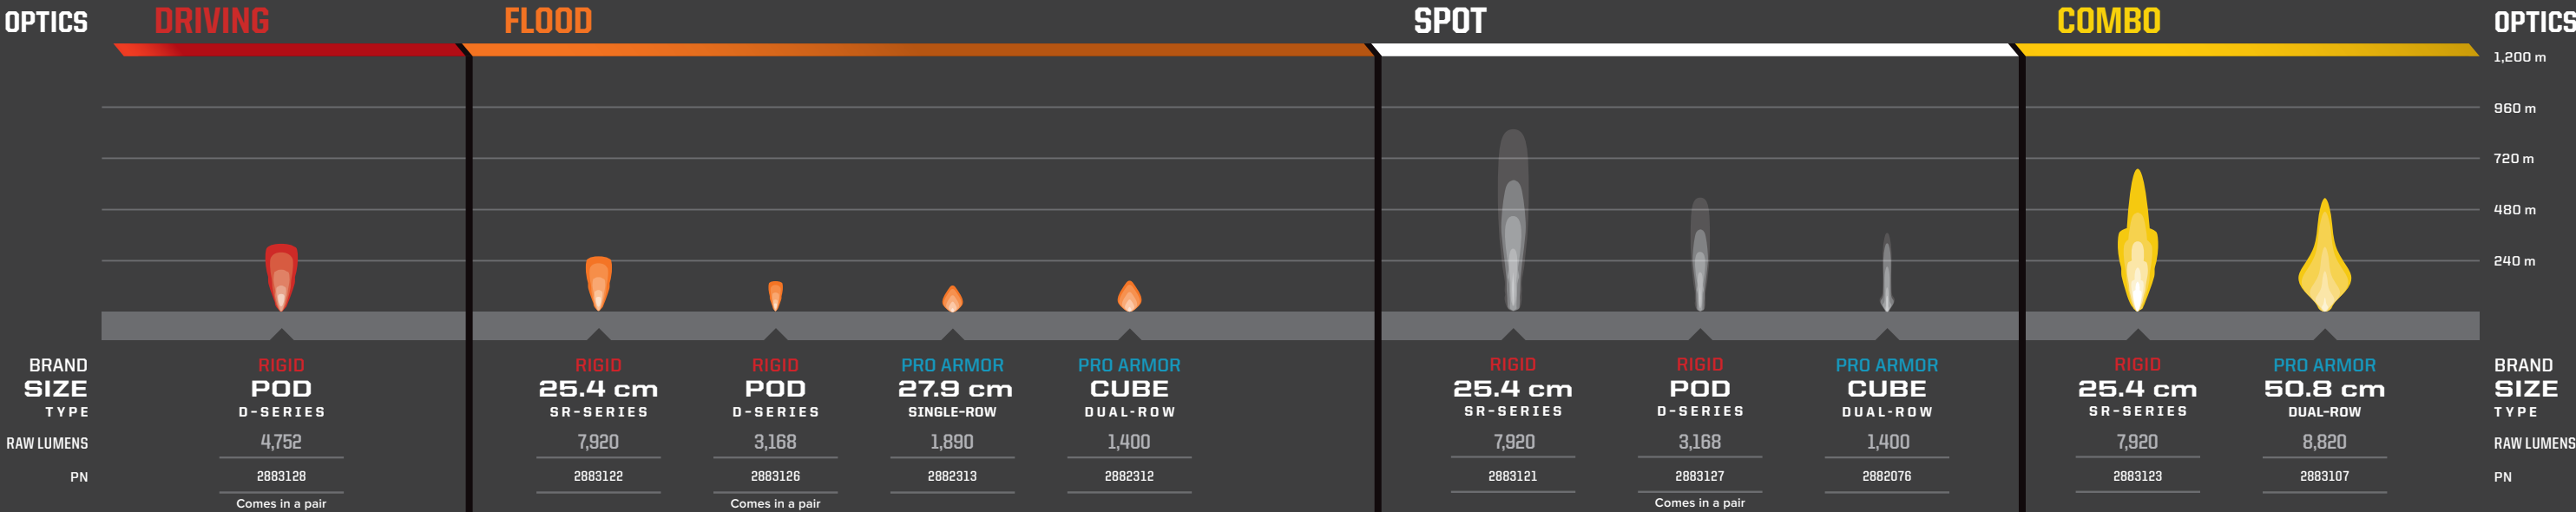 OPTICS DRIVING FLOOD SPOT COMBO OPTICS
1,200 m
960 m
720 m
480 m
240 m
BRAND RIGID RIGID RIGID PRO ARMOR PRO ARMOR RIGID RIGID PRO ARMOR RIGID PRO ARMOR BRAND
SIZE POD 25.4 cm POD 27.9 cm CUBE 25.4 cm POD CUBE 25.4 cm 50.8 cm SIZE
TYPE D-SERIES SR-SERIES D-SERIES SINGLE-ROW DUAL-ROW SR-SERIES D-SERIES DUAL-ROW SR-SERIES DUAL-ROW TYPE
RAW LUMENS 4,752 7,920 3,168 1,890 1,400 7,920 3,168 1,400 7,920 8,820 RAW LUMENS
PN 2883128 2883122 2883126 2882313 2882312 2883121 2883127 2882076 2883123 2883107 PN
Comes in a pair Comes in a pair Comes in a pair